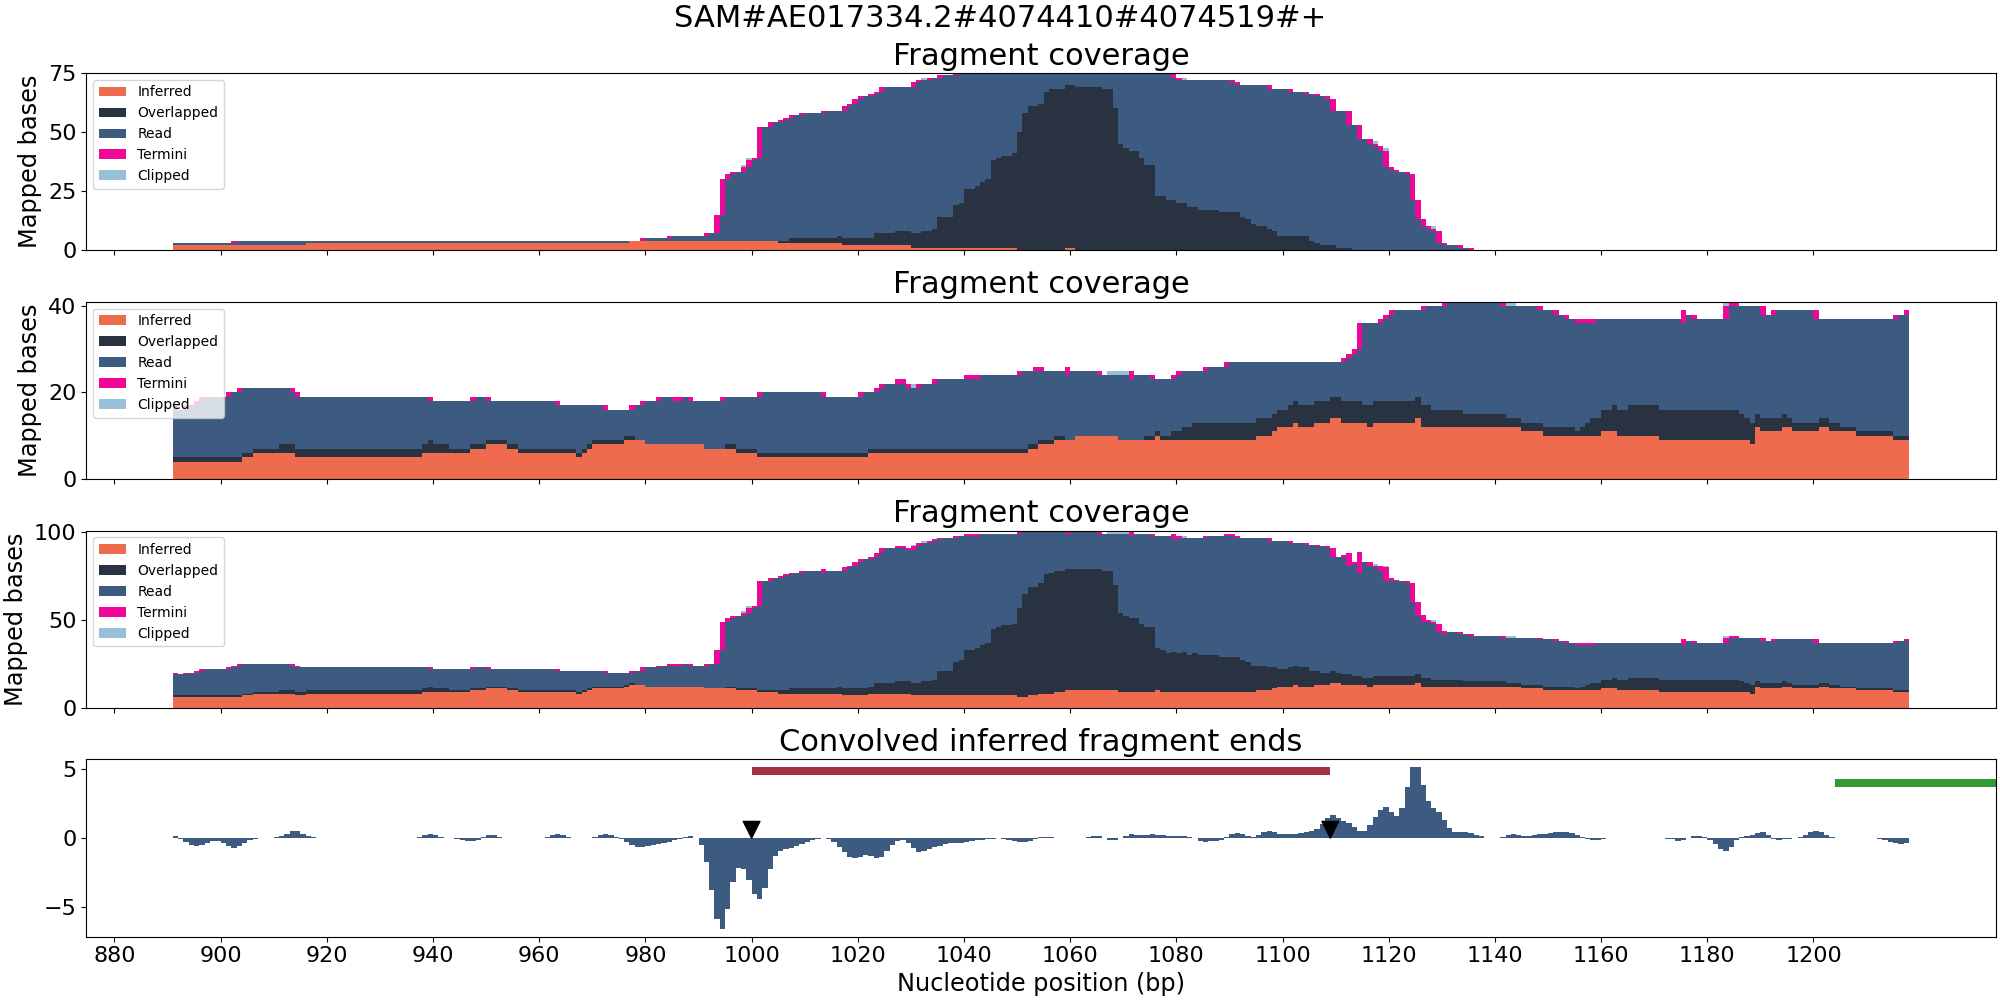 SAM#AE017334.2#4074410#4074519#+
Fragment coverage
Mapped bases
75
50
25
0
Inferred
Overlapped
Read
Termini
Clipped
Fragment coverage
Mapped bases
40
20
0
Inferred
Overlapped
Read
Termini
Clipped
Fragment coverage
Mapped bases
100
50
0
Inferred
Overlapped
Read
Termini
Clipped
Convolved inferred fragment ends
5
0
−5
880 900 920 940 960 980 1000 1020 1040 1060 1080 1100 1120 1140 1160 1180 1200
Nucleotide position (bp)